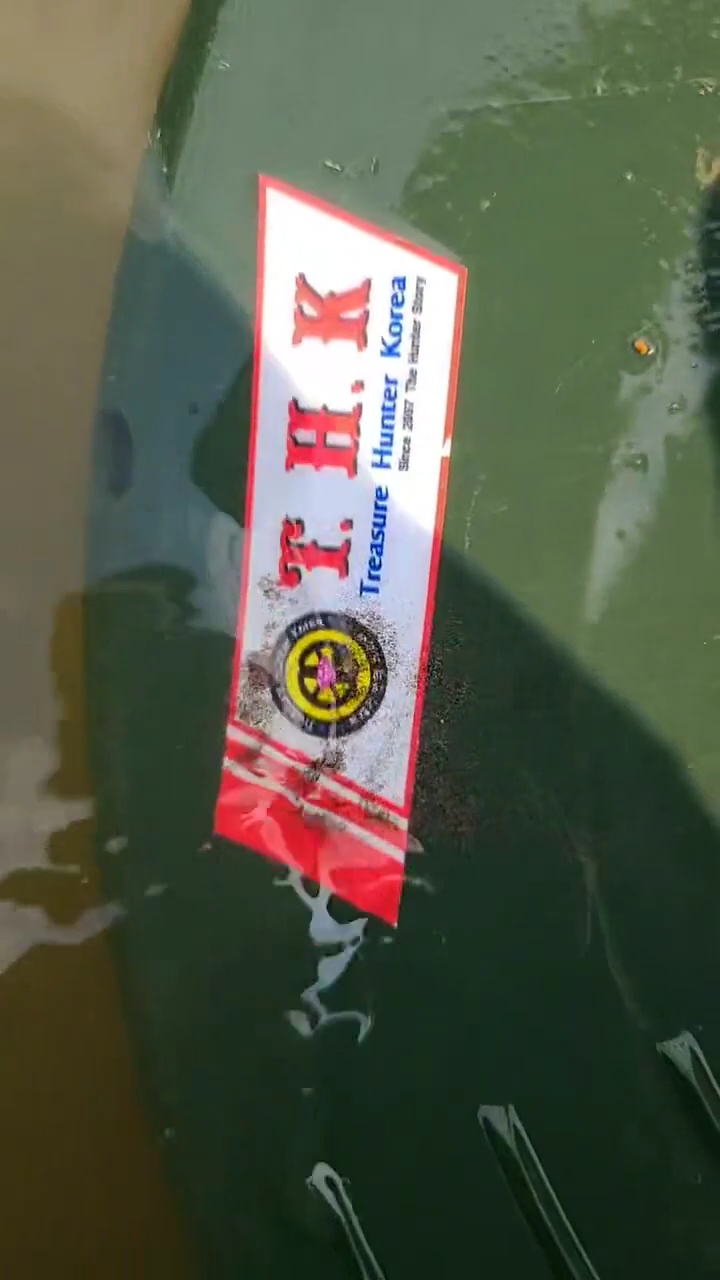 T. H. K
Treasure Hunter Korea
Since 2007 The Hunter Story